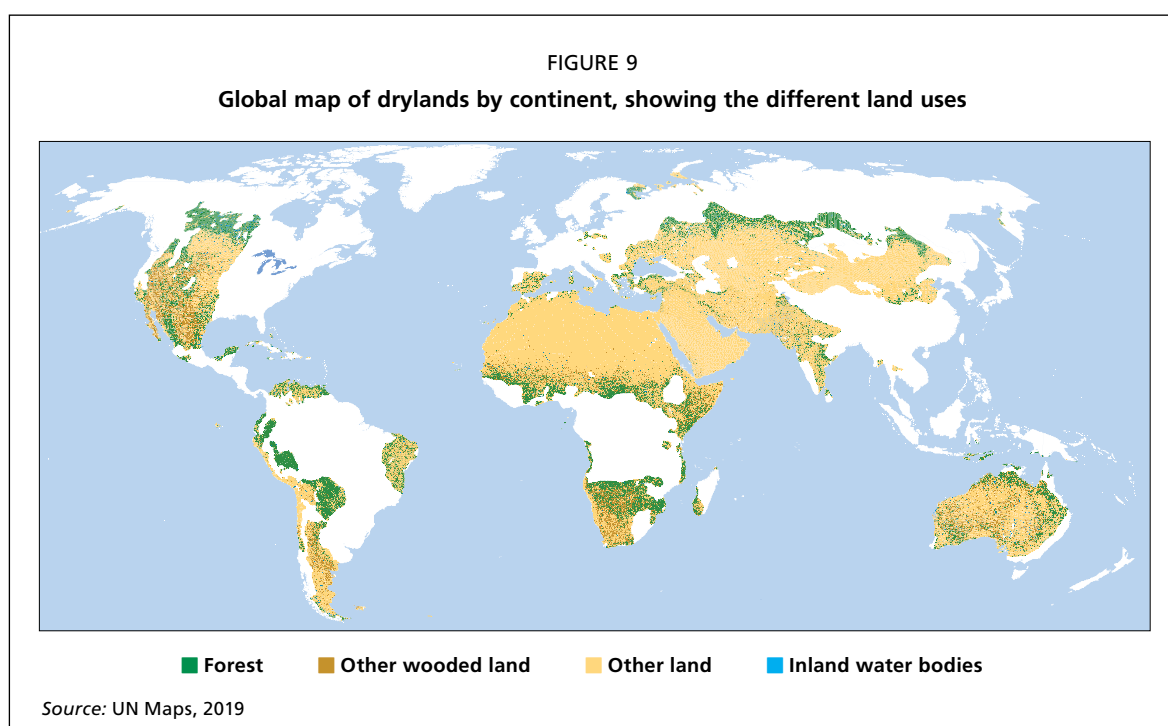 FIGURE 9
Global map of drylands by continent, showing the different land uses
Forest
Other wooded land
Other land
Inland water bodies
Source: UN Maps, 2019